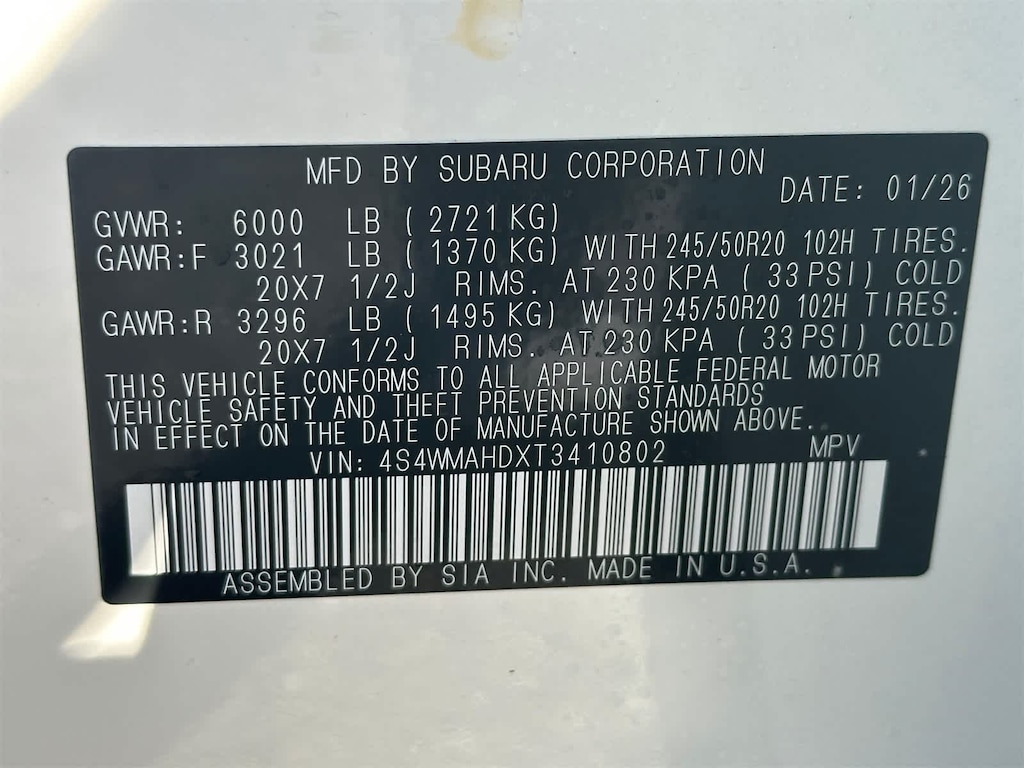 MFD BY SUBARU CORPORATION
DATE: 01/26
GVWR: 6000 LB ( 2721 KG)
GAWR:F 3021 LB ( 1370 KG) WITH 245/50R20 102H TIRES.
20X7 1/2J RIMS. AT 230 KPA ( 33 PSI) COLD
GAWR:R 3296 LB ( 1495 KG) WITH 245/50R20 102H TIRES.
20X7 1/2J RIMS. AT 230 KPA ( 33 PSI) COLD
THIS VEHICLE CONFORMS TO ALL APPLICABLE FEDERAL MOTOR
VEHICLE SAFETY AND THEFT PREVENTION STANDARDS
IN EFFECT ON THE DATE OF MANUFACTURE SHOWN ABOVE.
VIN: 4S4WMAHDXT3410802 MPV
ASSEMBLED BY SIA INC. MADE IN U.S.A.